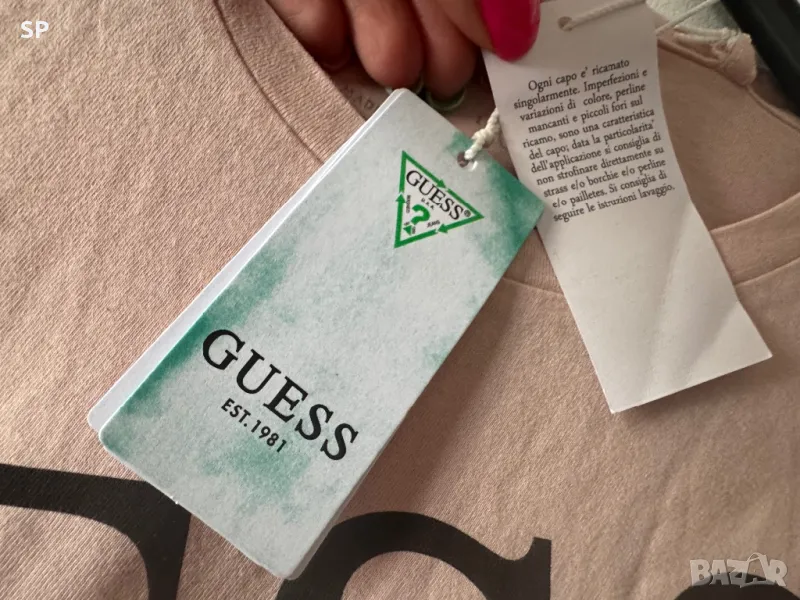 SP
Ogni capo e' ricamato
singolarmente. Imperfezioni e
variazioni di colore, perline
mancanti e piccoli fori sul
ricamo, sono una caratteristica
del capo; data la particolarita'
dell'applicazione si consiglia di
non strofinare direttamente su
strass e/o borchie e/o perline
e/o pailletes. Si consiglia di
seguire le istruzioni lavaggio.
GUESS®
U.S.A.
?
GUESS
EST. 1981
BAZAR